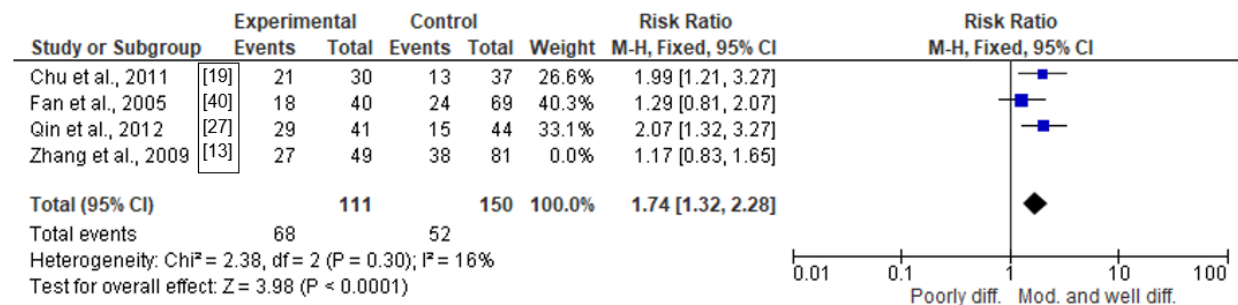 Experimental Control Risk Ratio Risk Ratio
Study or Subgroup Events Total Events Total Weight M-H, Fixed, 95% CI M-H, Fixed, 95% CI
Chu et al., 2011 [19] 21 30 13 37 26.6% 1.99 [1.21, 3.27]
Fan et al., 2005 [40] 18 40 24 69 40.3% 1.29 [0.81, 2.07]
Qin et al., 2012 [27] 29 41 15 44 33.1% 2.07 [1.32, 3.27]
Zhang et al., 2009 [13] 27 49 38 81 0.0% 1.17 [0.83, 1.65]
Total (95% CI) 111 150 100.0% 1.74 [1.32, 2.28]
Total events 68 52
Heterogeneity: Chi² = 2.38, df = 2 (P = 0.30); I² = 16%
Test for overall effect: Z = 3.98 (P < 0.0001)
0.01 0.1 1 10 100
Poorly diff. Mod. and well diff.